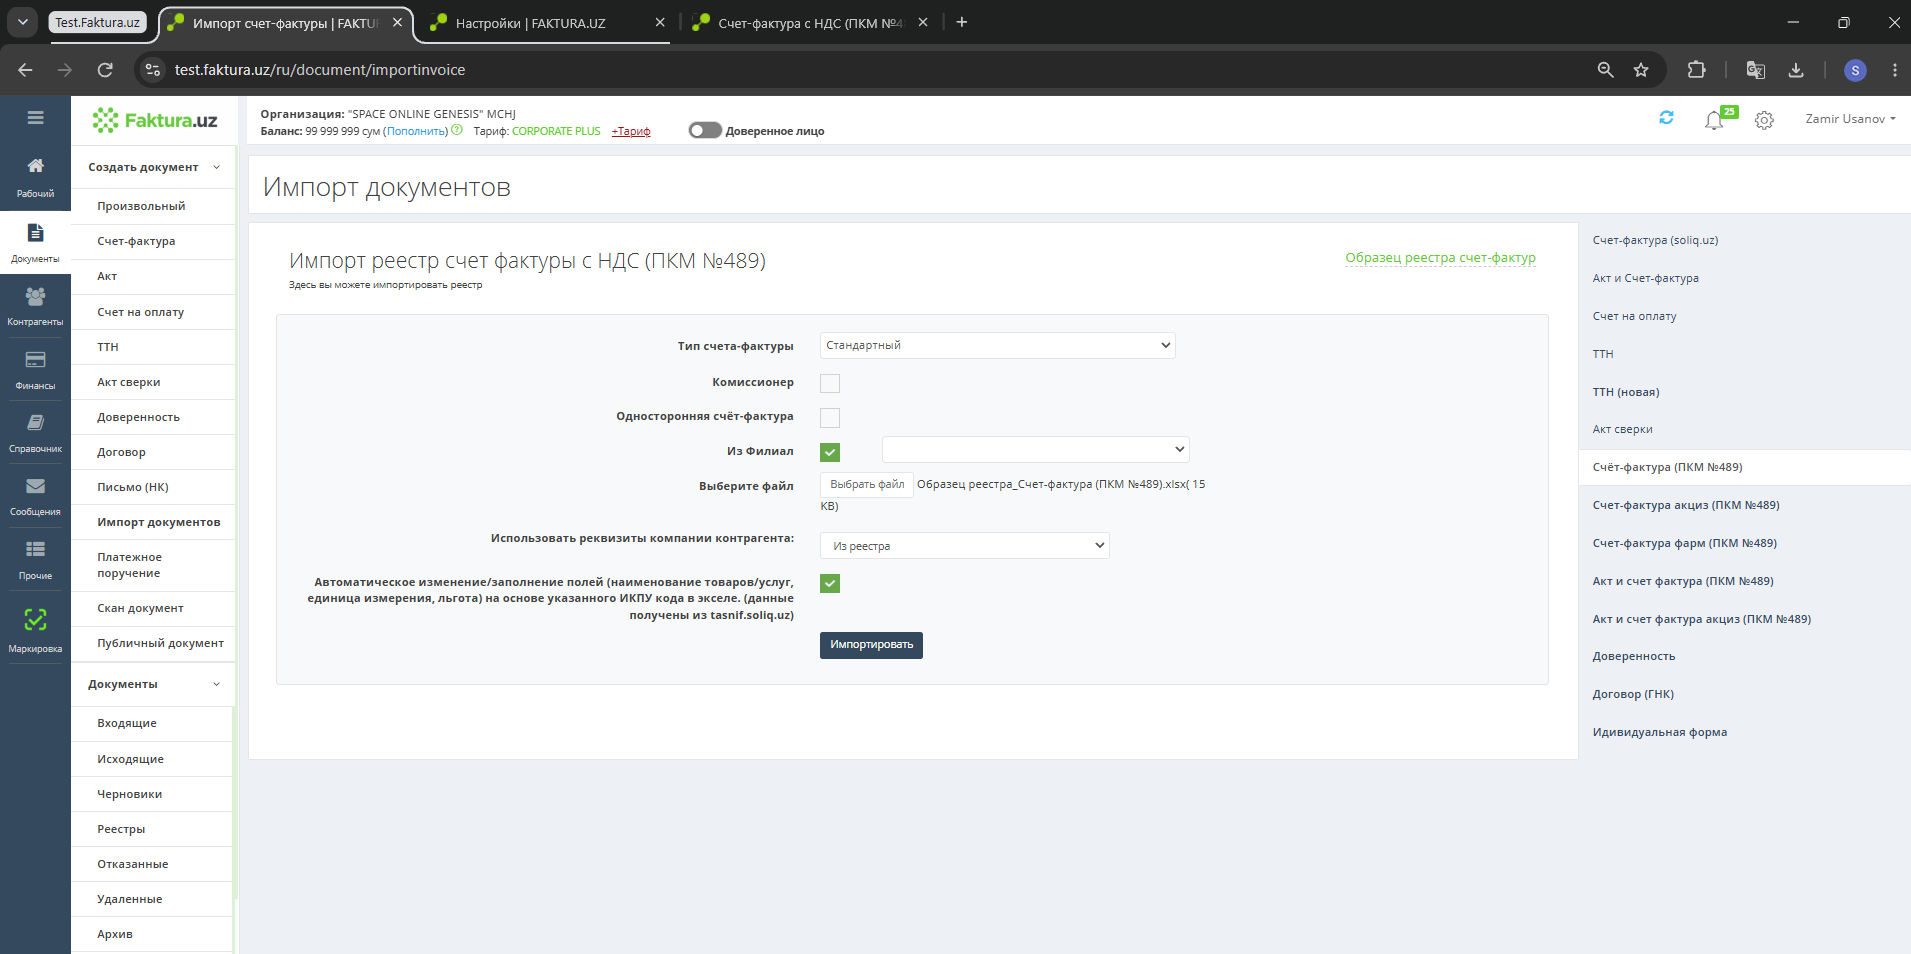 Test.Faktura.uz
Импорт счет-фактуры | FAKTUR
Настройки | FAKTURA.UZ
Счет-фактура с НДС (ПКМ №4
test.faktura.uz/ru/document/importinvoice
S
Faktura.uz
Организация: "SPACE ONLINE GENESIS" MCHJ
Баланс: 99 999 999 сум (Пополнить) ? Тариф: CORPORATE PLUS +Тариф
Доверенное лицо
25
Zamir Usanov
Рабочий
Документы
Контрагенты
Финансы
Справочник
Сообщения
Прочие
Маркировка
Создать документ
Произвольный
Счет-фактура
Акт
Счет на оплату
ТТН
Акт сверки
Доверенность
Договор
Письмо (НК)
Импорт документов
Платежное
поручение
Скан документ
Публичный документ
Документы
Входящие
Исходящие
Черновики
Реестры
Отказанные
Удаленные
Архив
Импорт документов
Импорт реестр счет фактуры с НДС (ПКМ №489)
Образец реестра счет-фактур
Здесь вы можете импортировать реестр
Тип счета-фактуры
Стандартный
Комиссионер
Односторонняя счёт-фактура
Из Филиал
Выберите файл
Выбрать файл Образец реестра_Счет-фактура (ПКМ №489).xlsx( 15
KB)
Использовать реквизиты компании контрагента:
Из реестра
Автоматическое изменение/заполнение полей (наименование товаров/услуг,
единица измерения, льгота) на основе указанного ИКПУ кода в экселе. (данные
получены из tasnif.soliq.uz)
Импортировать
Счет-фактура (soliq.uz)
Акт и Счет-фактура
Счет на оплату
ТТН
ТТН (новая)
Акт сверки
Счёт-фактура (ПКМ №489)
Счет-фактура акциз (ПКМ №489)
Счет-фактура фарм (ПКМ №489)
Акт и счет фактура (ПКМ №489)
Акт и счет фактура акциз (ПКМ №489)
Доверенность
Договор (ГНК)
Идивидуальная форма